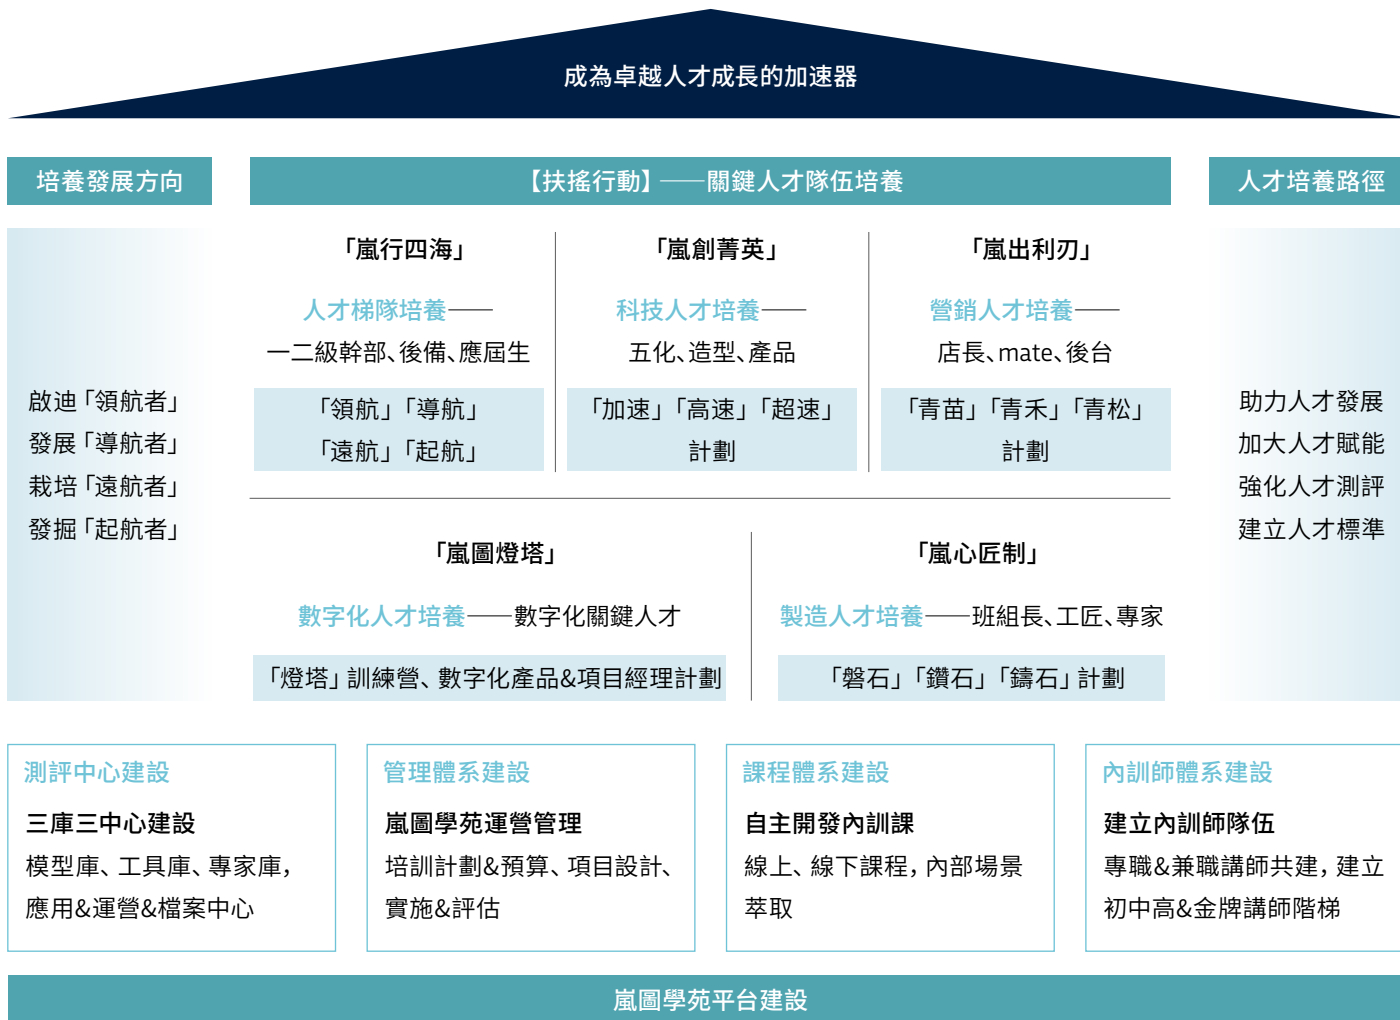 成為卓越人才成長的加速器
培養發展方向
啟迪「領航者」
發展「導航者」
栽培「遠航者」
發掘「起航者」
【扶搖行動】——關鍵人才隊伍培養
「嵐行四海」
人才梯隊培養——
一二級幹部、後備、應屆生
「領航」「導航」
「遠航」「起航」
「嵐創菁英」
科技人才培養——
五化、造型、產品
「加速」「高速」「超速」
計劃
「嵐出利刃」
營銷人才培養——
店長、mate、後台
「青苗」「青禾」「青松」
計劃
「嵐圖燈塔」
數字化人才培養——數字化關鍵人才
「燈塔」訓練營、數字化產品&項目經理計劃
「嵐心匠制」
製造人才培養——班組長、工匠、專家
「磐石」「鑽石」「鑄石」計劃
人才培養路徑
助力人才發展
加大人才賦能
強化人才測評
建立人才標準
測評中心建設
三庫三中心建設
模型庫、工具庫、專家庫，
應用&運營&檔案中心
管理體系建設
嵐圖學苑運營管理
培訓計劃&預算、項目設計、
實施&評估
課程體系建設
自主開發內訓課
線上、線下課程，內部場景
萃取
內訓師體系建設
建立內訓師隊伍
專職&兼職講師共建，建立
初中高&金牌講師階梯
嵐圖學苑平台建設